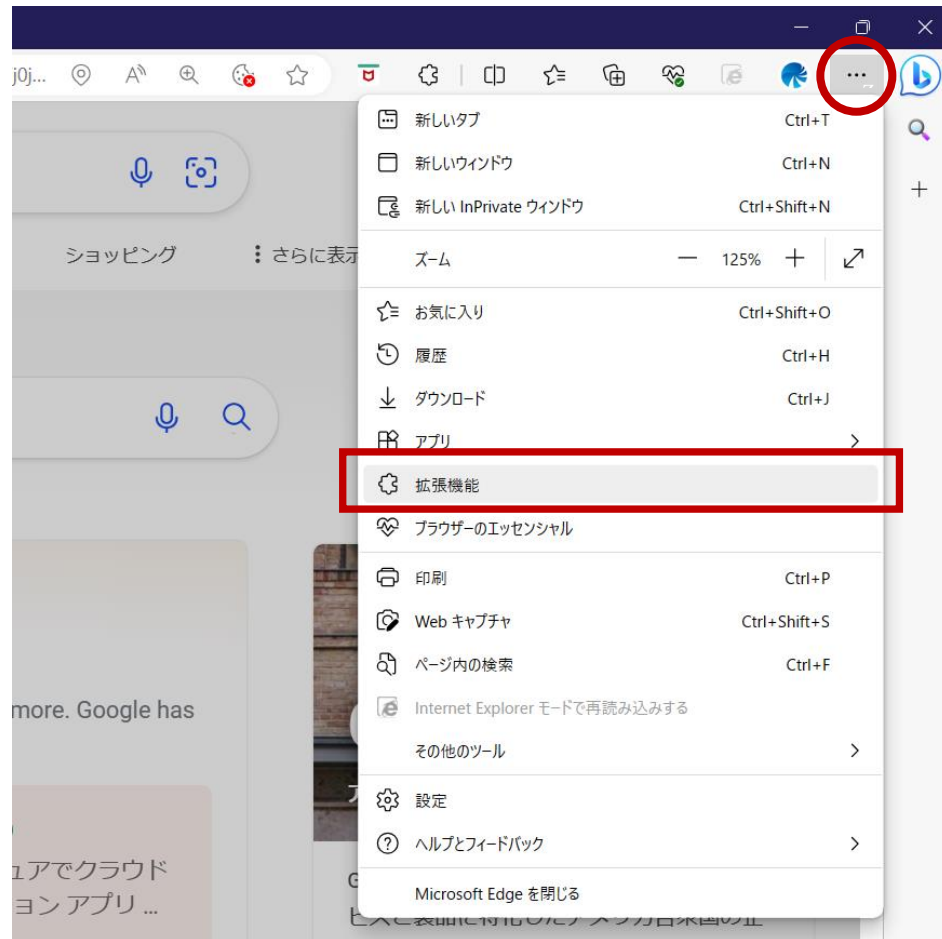 j0j...
新しいタブ Ctrl+T
新しいウィンドウ Ctrl+N
新しい InPrivate ウィンドウ Ctrl+Shift+N
ショッピング さらに表示
ズーム 125%
お気に入り Ctrl+Shift+O
履歴 Ctrl+H
ダウンロード Ctrl+J
アプリ
拡張機能
ブラウザーのエッセンシャル
印刷 Ctrl+P
Web キャプチャ Ctrl+Shift+S
ページ内の検索 Ctrl+F
more. Google has
Internet Explorer モードで再読み込みする
その他のツール
設定
ヘルプとフィードバック
ュアでクラウド
ョン アプリ ...
Microsoft Edge を閉じる